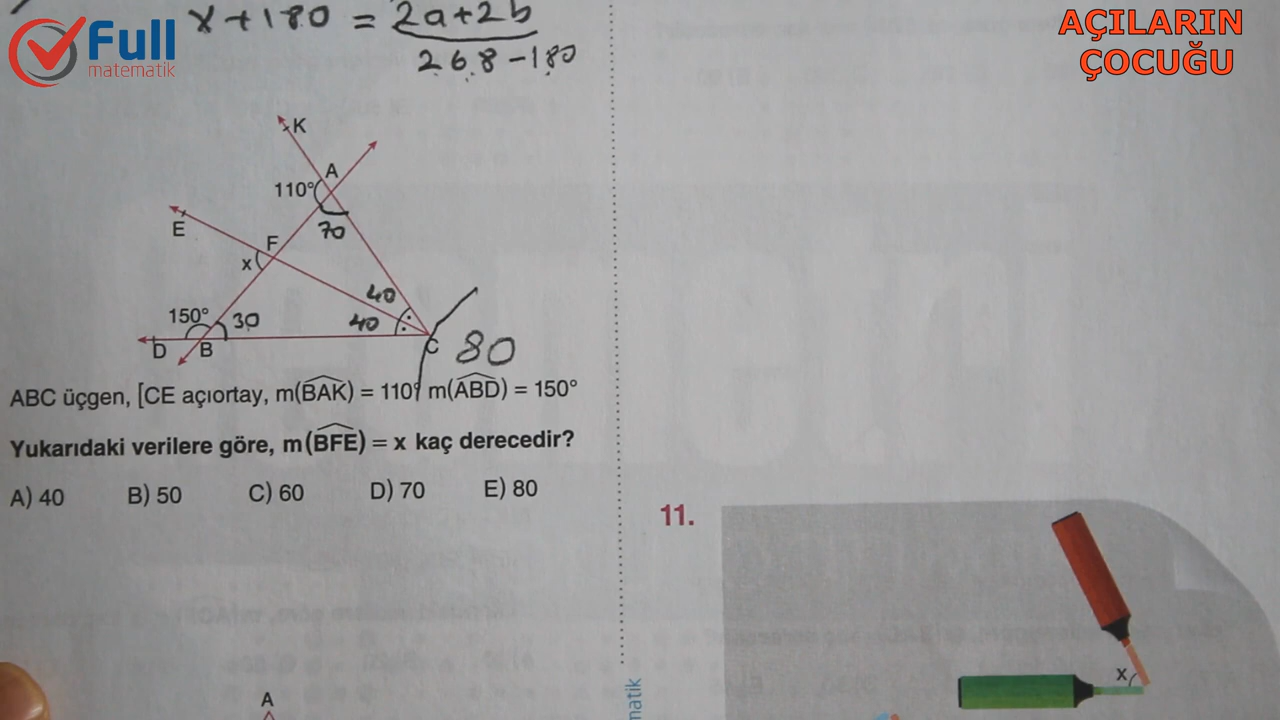 Full
matematik
AÇILARIN
ÇOCUĞU
x + 180 = 2a+2b
268-180
K
A
110°
70
E
F
x
40
150°
30
40
D
B
C
80
ABC üçgen, [CE açıortay, m(BAK) = 110° m(ABD) = 150°
Yukarıdaki verilere göre, m(BFE) = x kaç derecedir?
A) 40 B) 50 C) 60 D) 70 E) 80
11.
x
A
matik